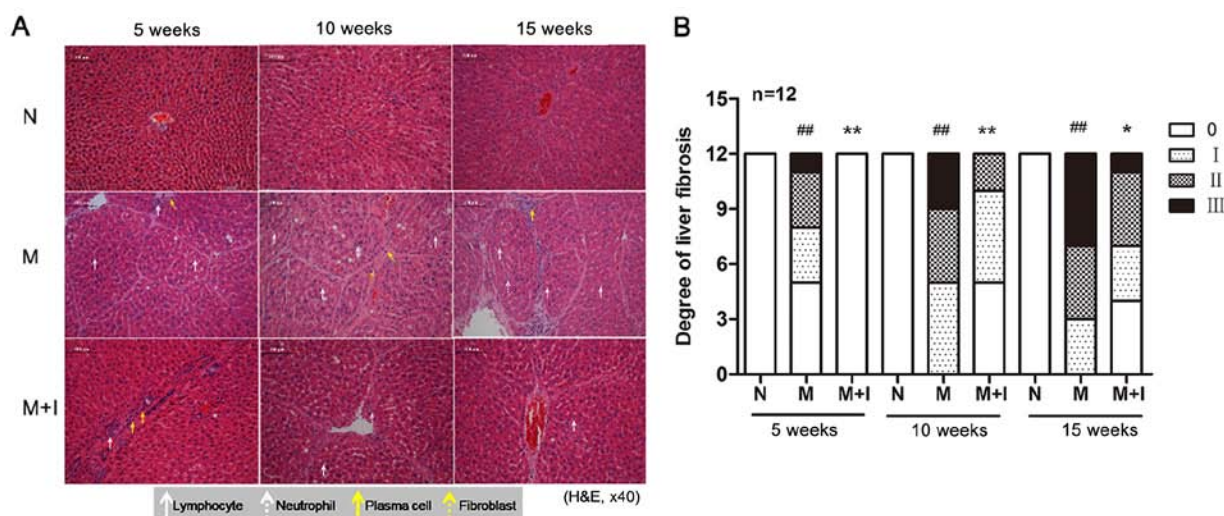 A
5 weeks 10 weeks 15 weeks
N
M
M+I
Lymphocyte Neutrophil Plasma cell Fibroblast
(H&E, x40)
B
n=12
Degree of liver fibrosis
15
12
9
6
3
0
## ** ## ** ## *
0
I
II
III
N M M+I N M M+I N M M+I
5 weeks 10 weeks 15 weeks